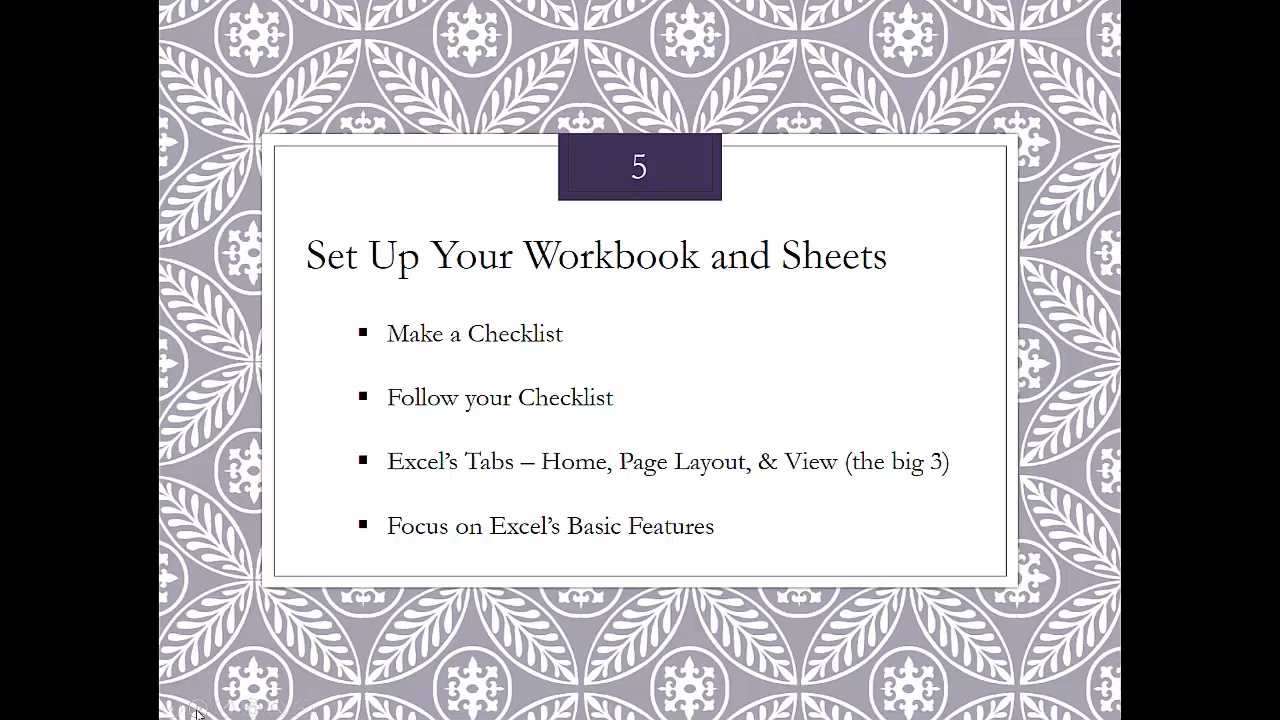 5
Set Up Your Workbook and Sheets
▪ Make a Checklist
▪ Follow your Checklist
▪ Excel’s Tabs – Home, Page Layout, & View (the big 3)
▪ Focus on Excel’s Basic Features